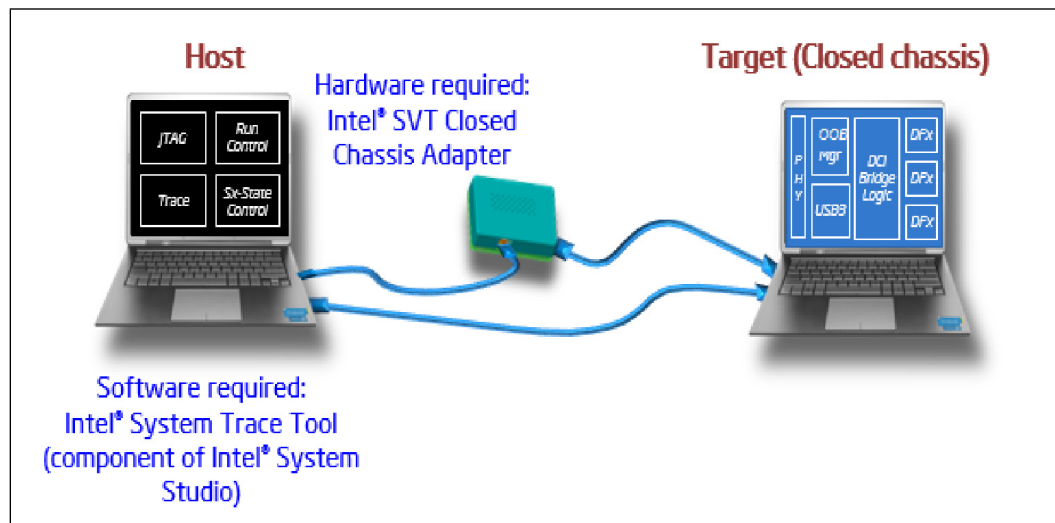 Host
Target (Closed chassis)
Hardware required:
Intel® SVT Closed
Chassis Adapter
JTAG
Run
Control
Trace
Sx-State
Control
P
H
Y
OOB
Mgr
USB3
DCI
Bridge
Logic
DFx
DFx
DFx
Software required:
Intel® System Trace Tool
(component of Intel® System
Studio)